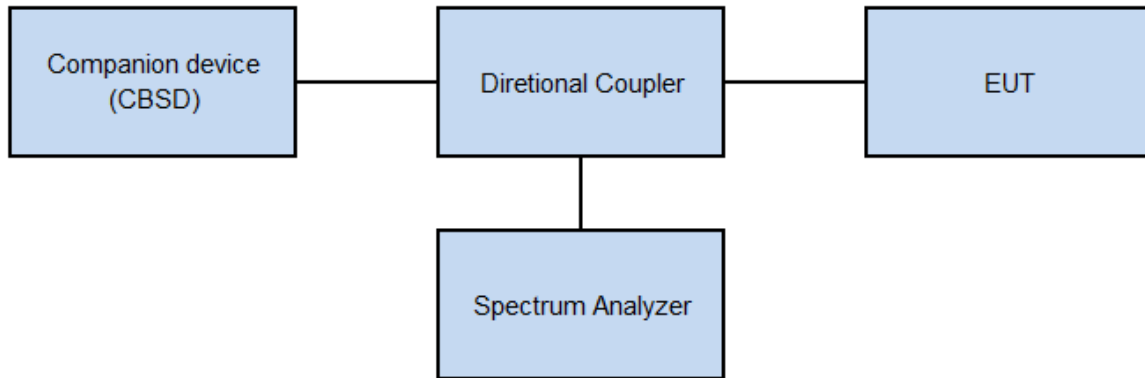 Companion device
(CBSD)
Diretional Coupler
EUT
Spectrum Analyzer